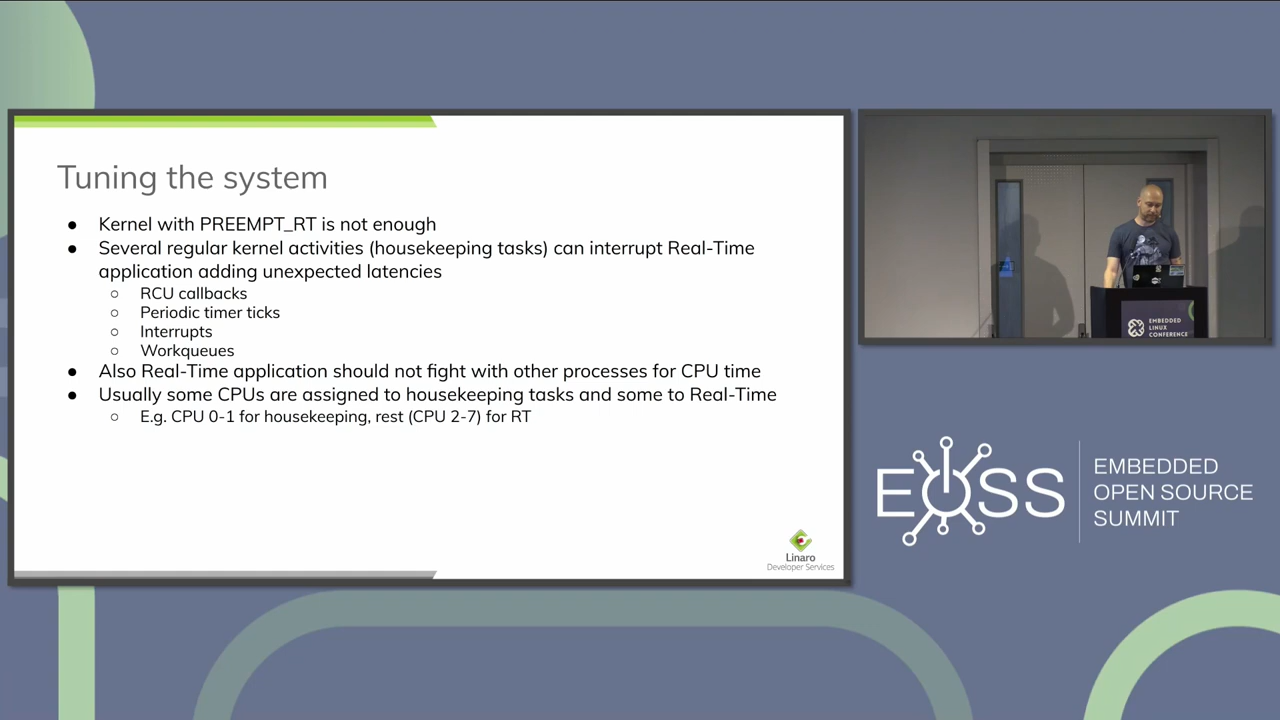 Tuning the system
● Kernel with PREEMPT_RT is not enough
● Several regular kernel activities (housekeeping tasks) can interrupt Real-Time
application adding unexpected latencies
○ RCU callbacks
○ Periodic timer ticks
○ Interrupts
○ Workqueues
● Also Real-Time application should not fight with other processes for CPU time
● Usually some CPUs are assigned to housekeeping tasks and some to Real-Time
○ E.g. CPU 0-1 for housekeeping, rest (CPU 2-7) for RT
Linaro
Developer Services
EMBEDDED
LINUX
CONFERENCE
EOSS
EMBEDDED
OPEN SOURCE
SUMMIT